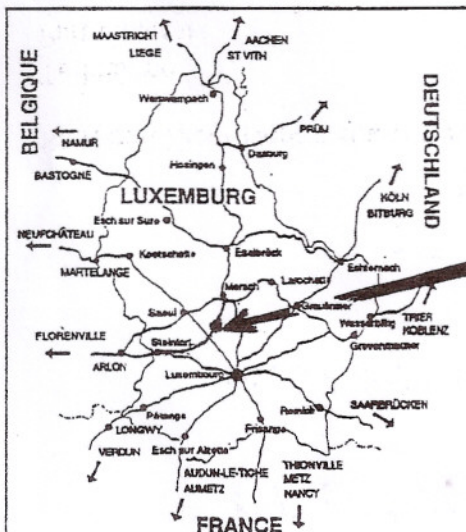 MAASTRICHT
LIEGE
AACHEN
ST VITH
BELGIQUE
DEUTSCHLAND
Weiswampach
PRÜM
NAMUR
Hosingen
Dasburg
BASTOGNE
LUXEMBURG
KÖLN
BITBURG
Esch sur Sure
NEUFCHÂTEAU
Ettelbrück
Echternach
MARTELANGE
Larochette
Mersch
Saeul
TRIER
KOBLENZ
Wasserbillig
FLORENVILLE
Steinfort
Grevenmacher
ARLON
Luxembourg
Pétange
Remich
SAARBRÜCKEN
LONGWY
Frisange
VERDUN
Esch sur Alzette
AUDUN-LE-TICHE
AUMETZ
THIONVILLE
METZ
NANCY
FRANCE